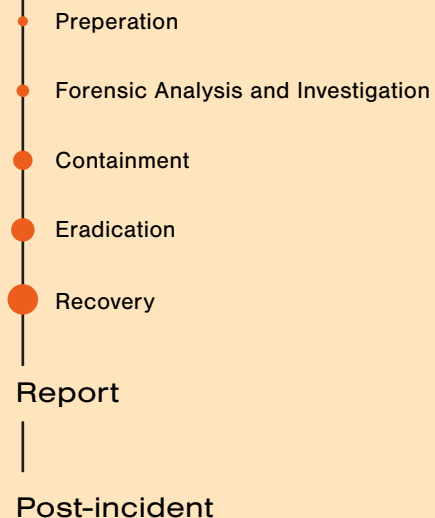 Preperation
Forensic Analysis and Investigation
Containment
Eradication
Recovery
Report
Post-incident